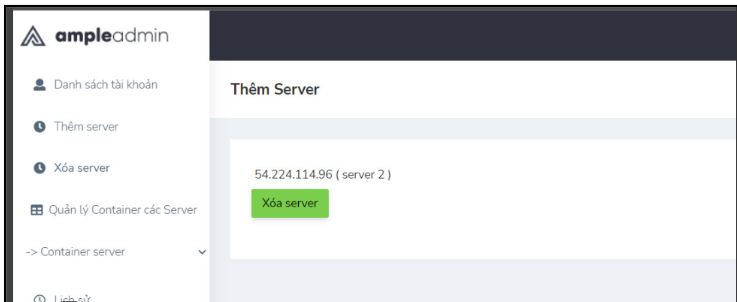 ampleadmin
Danh sách tài khoản
Thêm server
Xóa server
Quản lý Container các Server
-> Container server
Lịch sử
Thêm Server
54.224.114.96 ( server 2 )
Xóa server